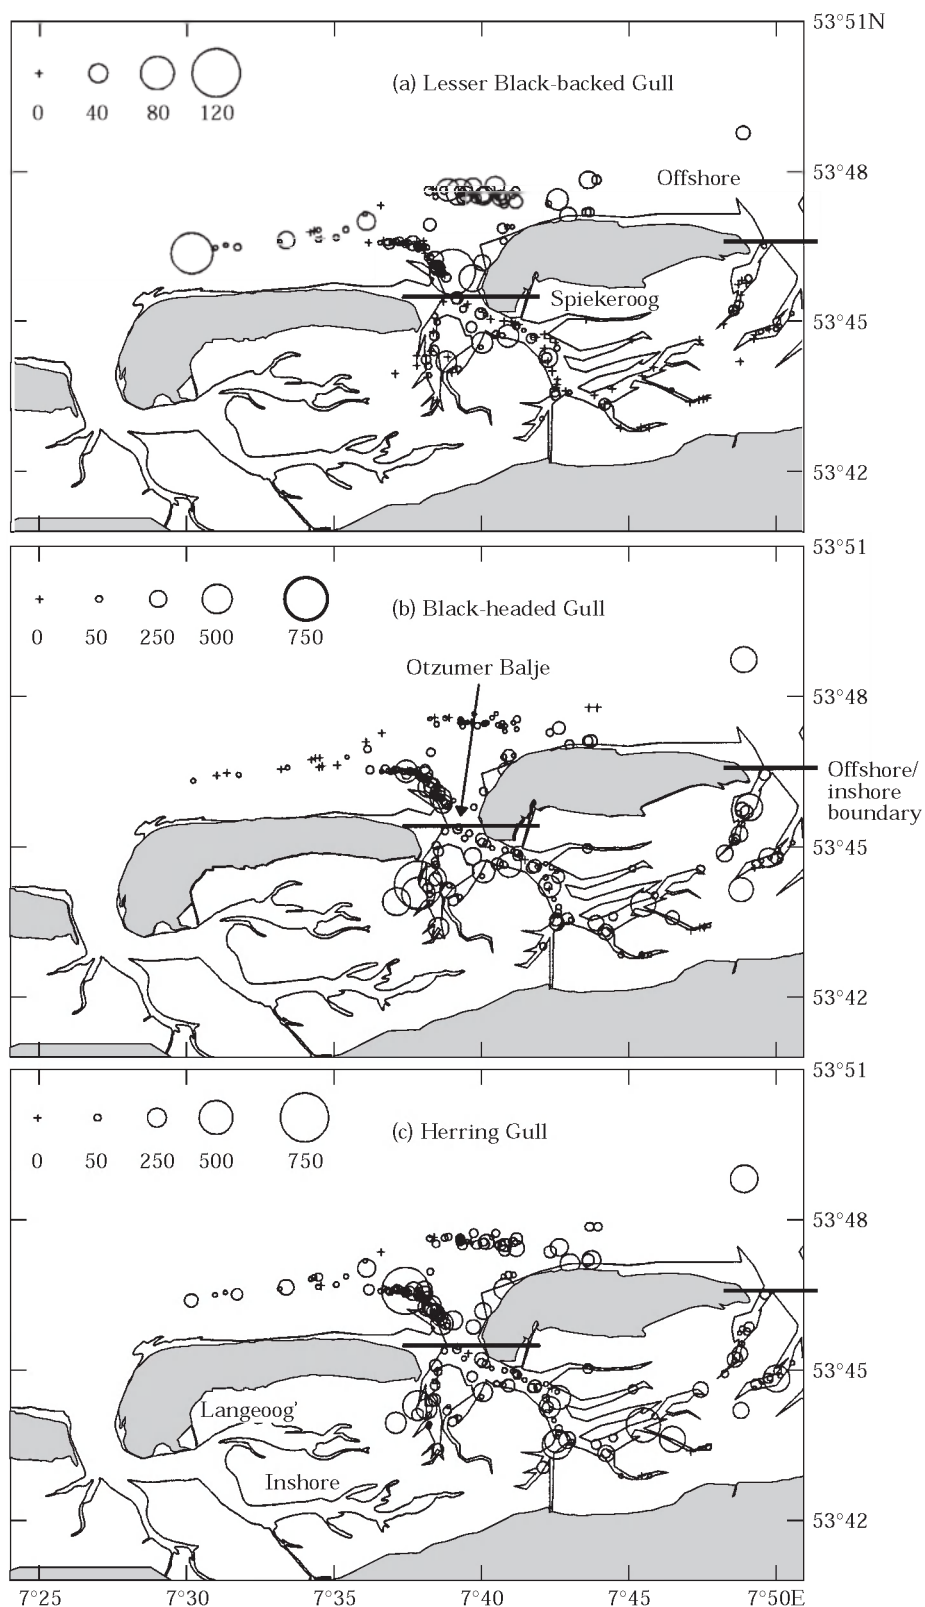 53°51N
(a) Lesser Black-backed Gull
0 40 80 120
53°48
Offshore
Spiekeroog
53°45
53°42
53°51
(b) Black-headed Gull
0 50 250 500 750
Otzumer Balje
53°48
Offshore/
inshore
boundary
53°45
53°42
53°51
(c) Herring Gull
0 50 250 500 750
53°48
53°45
Langeoog
Inshore
53°42
7°25 7°30 7°35 7°40 7°45 7°50E